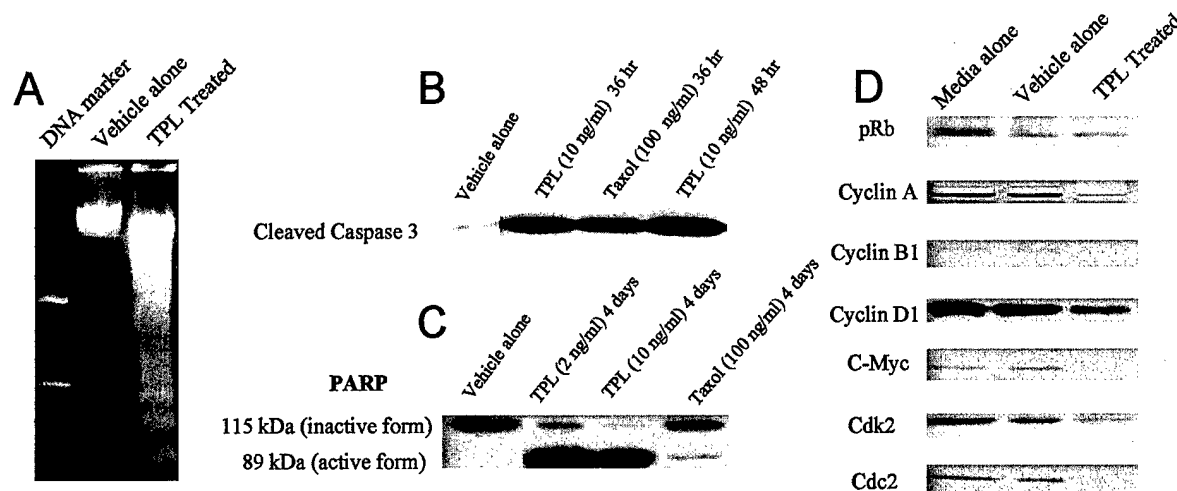 A
DNA marker
Vehicle alone
TPL Treated
B
Vehicle alone
TPL (10 ng/ml) 36 hr
Taxol (100 ng/ml) 36 hr
TPL (10 ng/ml) 48 hr
Cleaved Caspase 3
C
Vehicle alone
TPL (2 ng/ml) 4 days
TPL (10 ng/ml) 4 days
Taxol (100 ng/ml) 4 days
PARP
115 kDa (inactive form)
89 kDa (active form)
D
Media alone
Vehicle alone
TPL Treated
pRb
Cyclin A
Cyclin B1
Cyclin D1
C-Myc
Cdk2
Cdc2